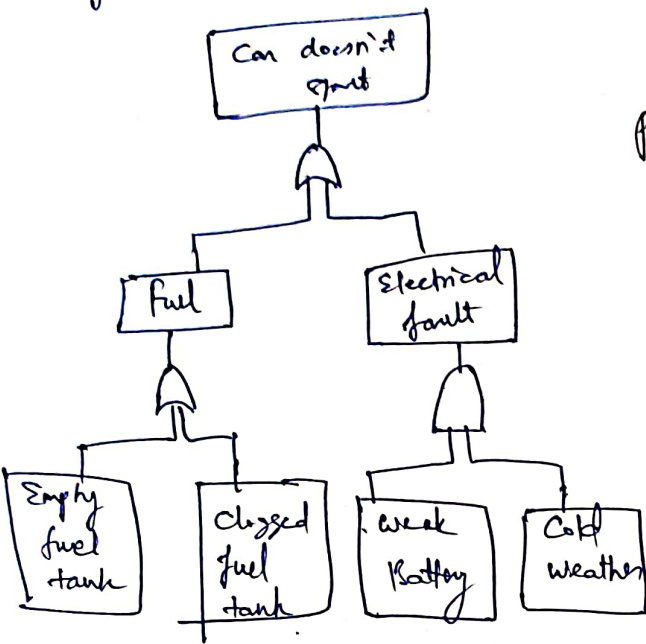 Car doesn't
start
Fuel
Electrical
fault
Empty
fuel
tank
Clogged
fuel
tank
weak
Battery
Cold
weather